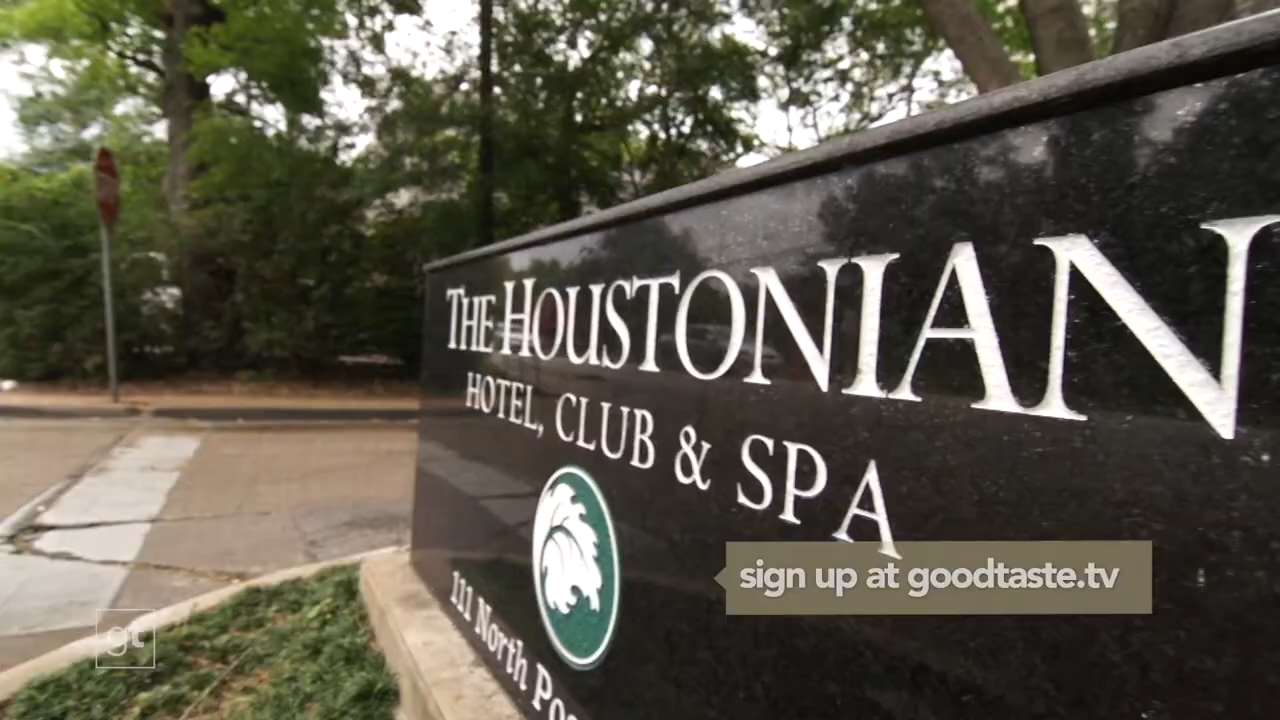 THE HOUSTONIAN
HOTEL, CLUB & SPA
111 North
sign up at goodtaste.tv
gt